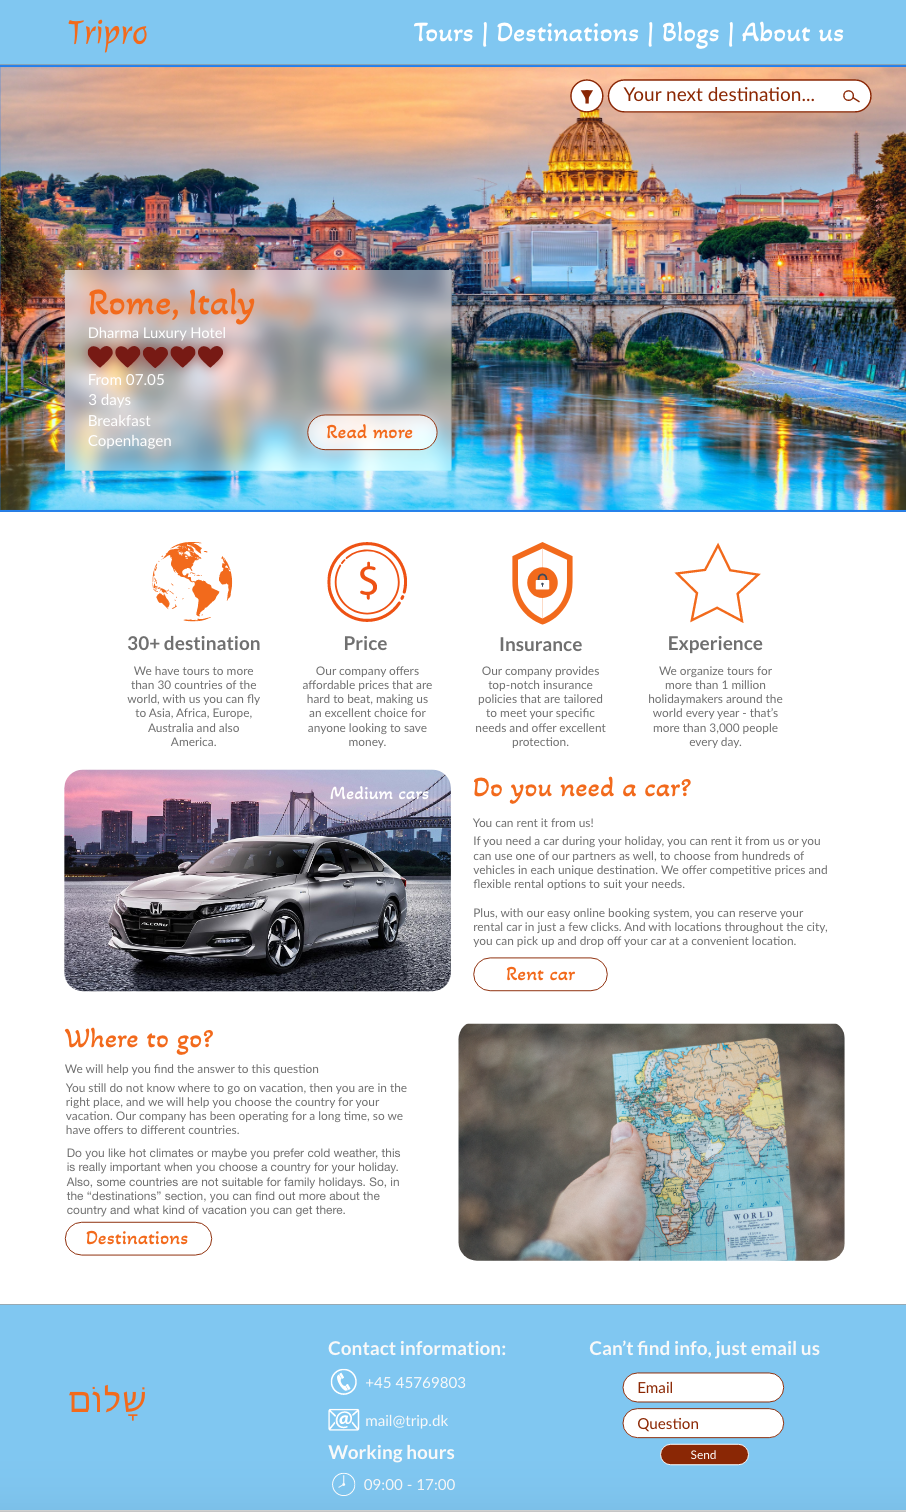 Tripro
Tours | Destinations | Blogs | About us
Your next destination...
Rome, Italy
Dharma Luxury Hotel
From 07.05
3 days
Breakfast
Copenhagen
Read more
30+ destination
We have tours to more
than 30 countries of the
world, with us you can fly
to Asia, Africa, Europe,
Australia and also
America.
Price
Our company offers
affordable prices that are
hard to beat, making us
an excellent choice for
anyone looking to save
money.
Insurance
Our company provides
top-notch insurance
policies that are tailored
to meet your specific
needs and offer excellent
protection.
Experience
We organize tours for
more than 1 million
holidaymakers around the
world every year - that's
more than 3,000 people
every day.
Medium cars
ACCORD
Do you need a car?
You can rent it from us!
If you need a car during your holiday, you can rent it from us or you
can use one of our partners as well, to choose from hundreds of
vehicles in each unique destination. We offer competitive prices and
flexible rental options to suit your needs.
Plus, with our easy online booking system, you can reserve your
rental car in just a few clicks. And with locations throughout the city,
you can pick up and drop off your car at a convenient location.
Rent car
Where to go?
We will help you find the answer to this question
You still do not know where to go on vacation, then you are in the
right place, and we will help you choose the country for your
vacation. Our company has been operating for a long time, so we
have offers to different countries.
Do you like hot climates or maybe you prefer cold weather, this
is really important when you choose a country for your holiday.
Also, some countries are not suitable for family holidays. So, in
the “destinations” section, you can find out more about the
country and what kind of vacation you can get there.
Destinations
INDIAN
OCEAN
WORLD
שָׁלוֹם
Contact information:
+45 45769803
mail@trip.dk
Working hours
09:00 - 17:00
Can't find info, just email us
Email
Question
Send